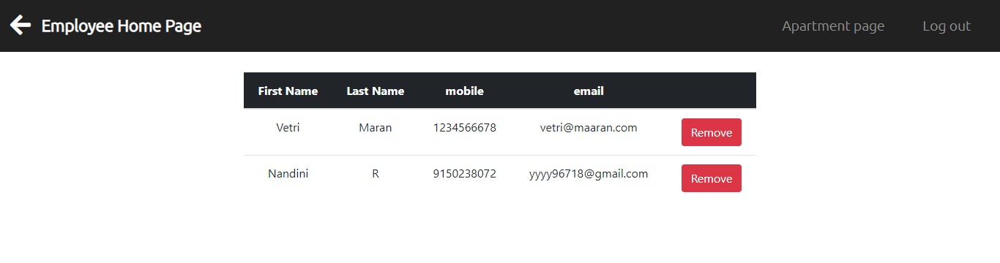 Employee Home Page Apartment page Log out
First Name Last Name mobile email
Vetri Maran 1234566678 vetri@maaran.com Remove
Nandini R 9150238072 yyyy96718@gmail.com Remove